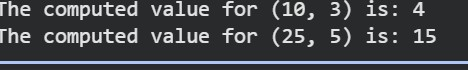 The computed value for (10, 3) is: 4
The computed value for (25, 5) is: 15